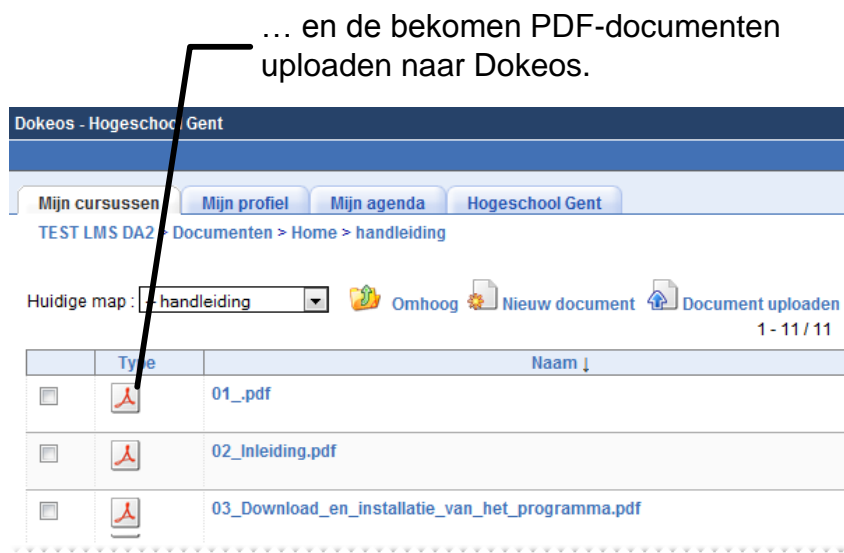 … en de bekomen PDF-documenten
uploaden naar Dokeos.
Dokeos - Hogeschool Gent
Mijn cursussen Mijn profiel Mijn agenda Hogeschool Gent
TEST LMS DA2 > Documenten > Home > handleiding
Huidige map : - handleiding Omhoog Nieuw document Document uploaden
1 - 11 / 11
Type Naam ↓
01_.pdf
02_Inleiding.pdf
03_Download_en_installatie_van_het_programma.pdf